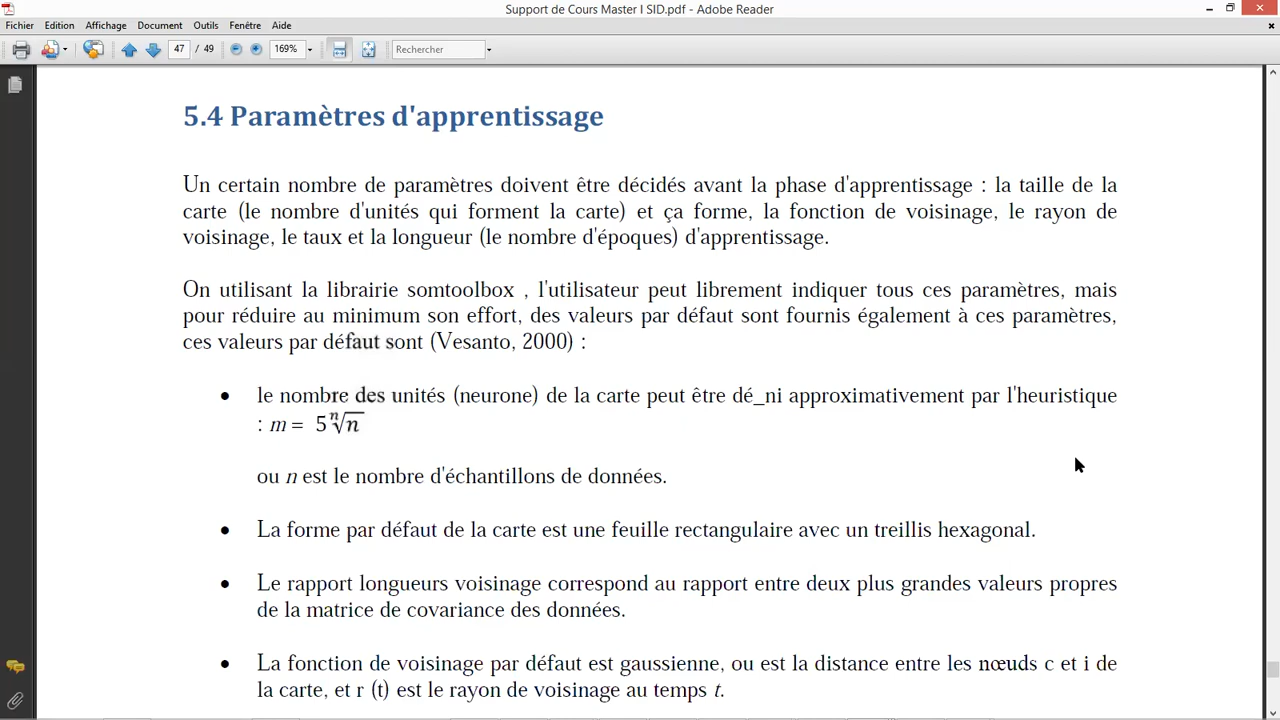 Support de Cours Master I SID.pdf - Adobe Reader
Fichier Edition Affichage Document Outils Fenêtre Aide
47 / 49 169% Rechercher
5.4 Paramètres d'apprentissage
Un certain nombre de paramètres doivent être décidés avant la phase d'apprentissage : la taille de la
carte (le nombre d'unités qui forment la carte) et ça forme, la fonction de voisinage, le rayon de
voisinage, le taux et la longueur (le nombre d'époques) d'apprentissage.
On utilisant la librairie somtoolbox , l'utilisateur peut librement indiquer tous ces paramètres, mais
pour réduire au minimum son effort, des valeurs par défaut sont fournis également à ces paramètres,
ces valeurs par défaut sont (Vesanto, 2000) :
• le nombre des unités (neurone) de la carte peut être dé_ni approximativement par l'heuristique
: m = 5 ⁿ√n
ou n est le nombre d'échantillons de données.
• La forme par défaut de la carte est une feuille rectangulaire avec un treillis hexagonal.
• Le rapport longueurs voisinage correspond au rapport entre deux plus grandes valeurs propres
de la matrice de covariance des données.
• La fonction de voisinage par défaut est gaussienne, ou est la distance entre les nœuds c et i de
la carte, et r (t) est le rayon de voisinage au temps t.